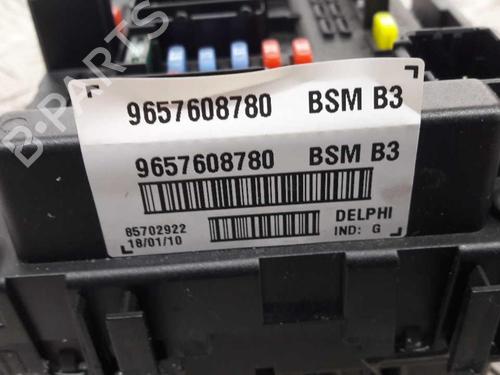 9657608780 BSM B3
9657608780 BSM B3
85702922
18/01/10
DELPHI
IND: G
B-PARTS